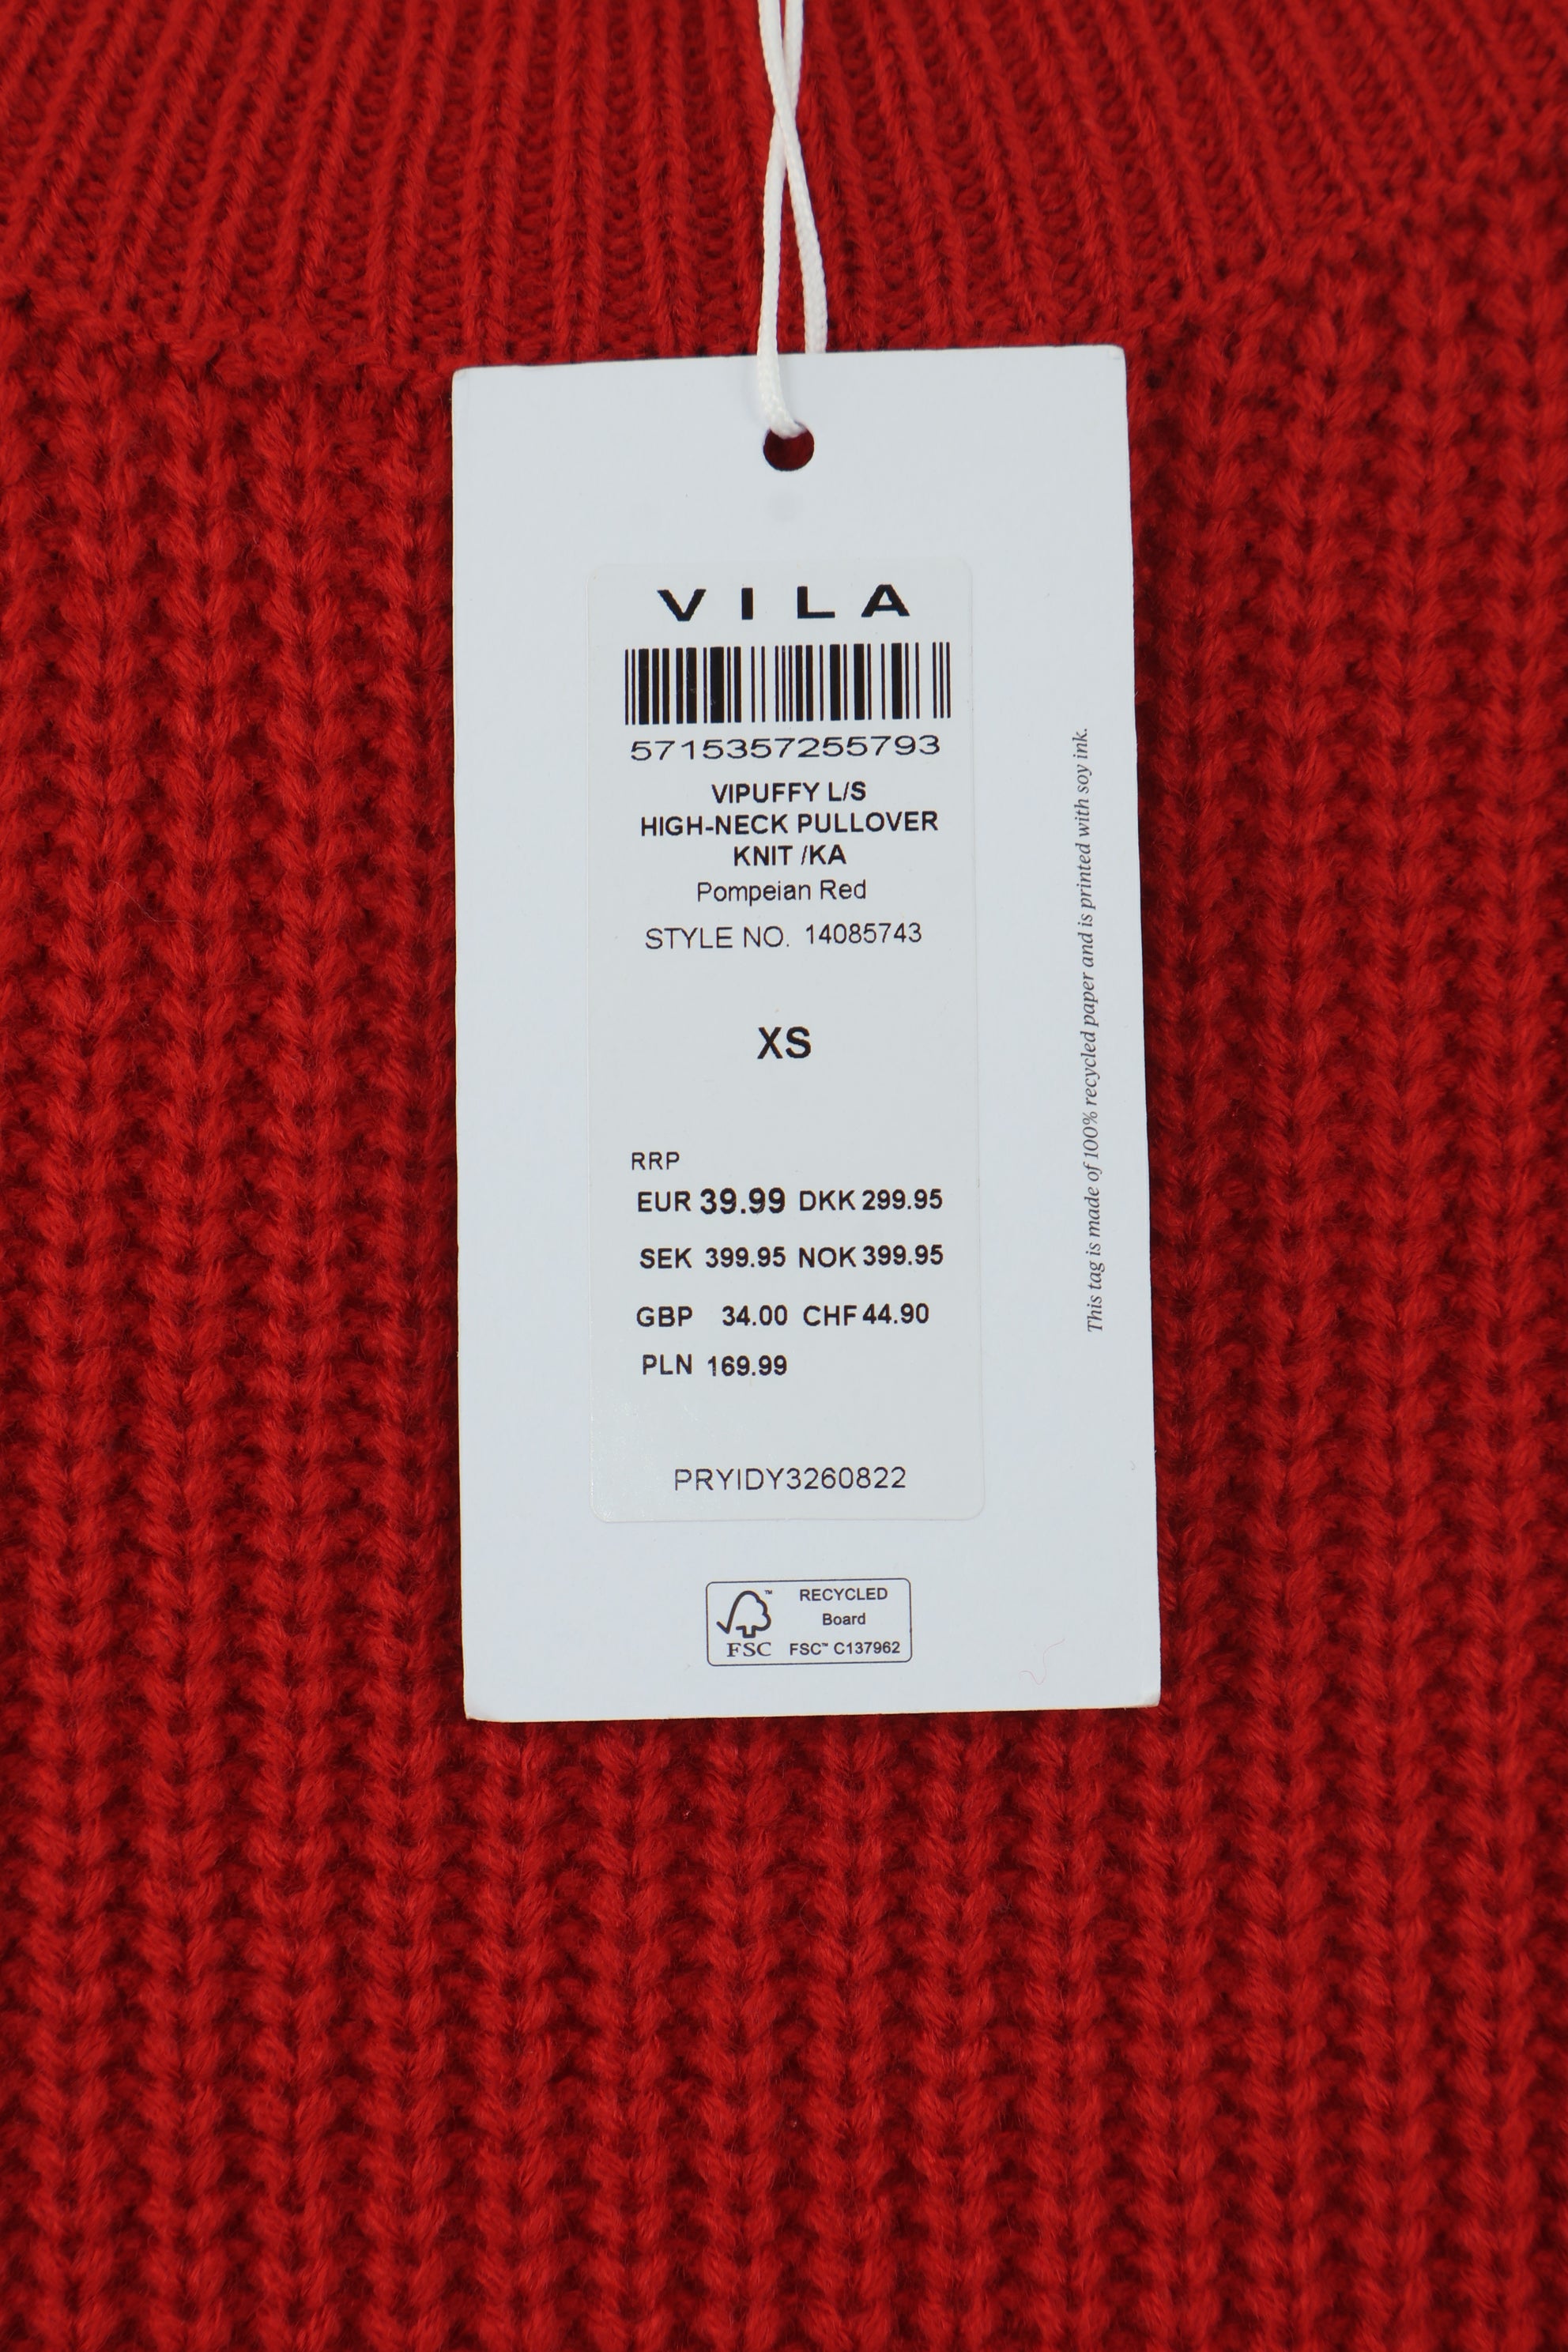 VILA
5715357255793
VIPUFFY L/S
HIGH-NECK PULLOVER
KNIT /KA
Pompeian Red
STYLE NO. 14085743
XS
RRP
EUR 39.99 DKK 299.95
SEK 399.95 NOK 399.95
GBP 34.00 CHF 44.90
PLN 169.99
PRYIDY3260822
This tag is made of 100% recycled paper and is printed with soy ink.
RECYCLED
Board
FSC™ C137962
FSC™